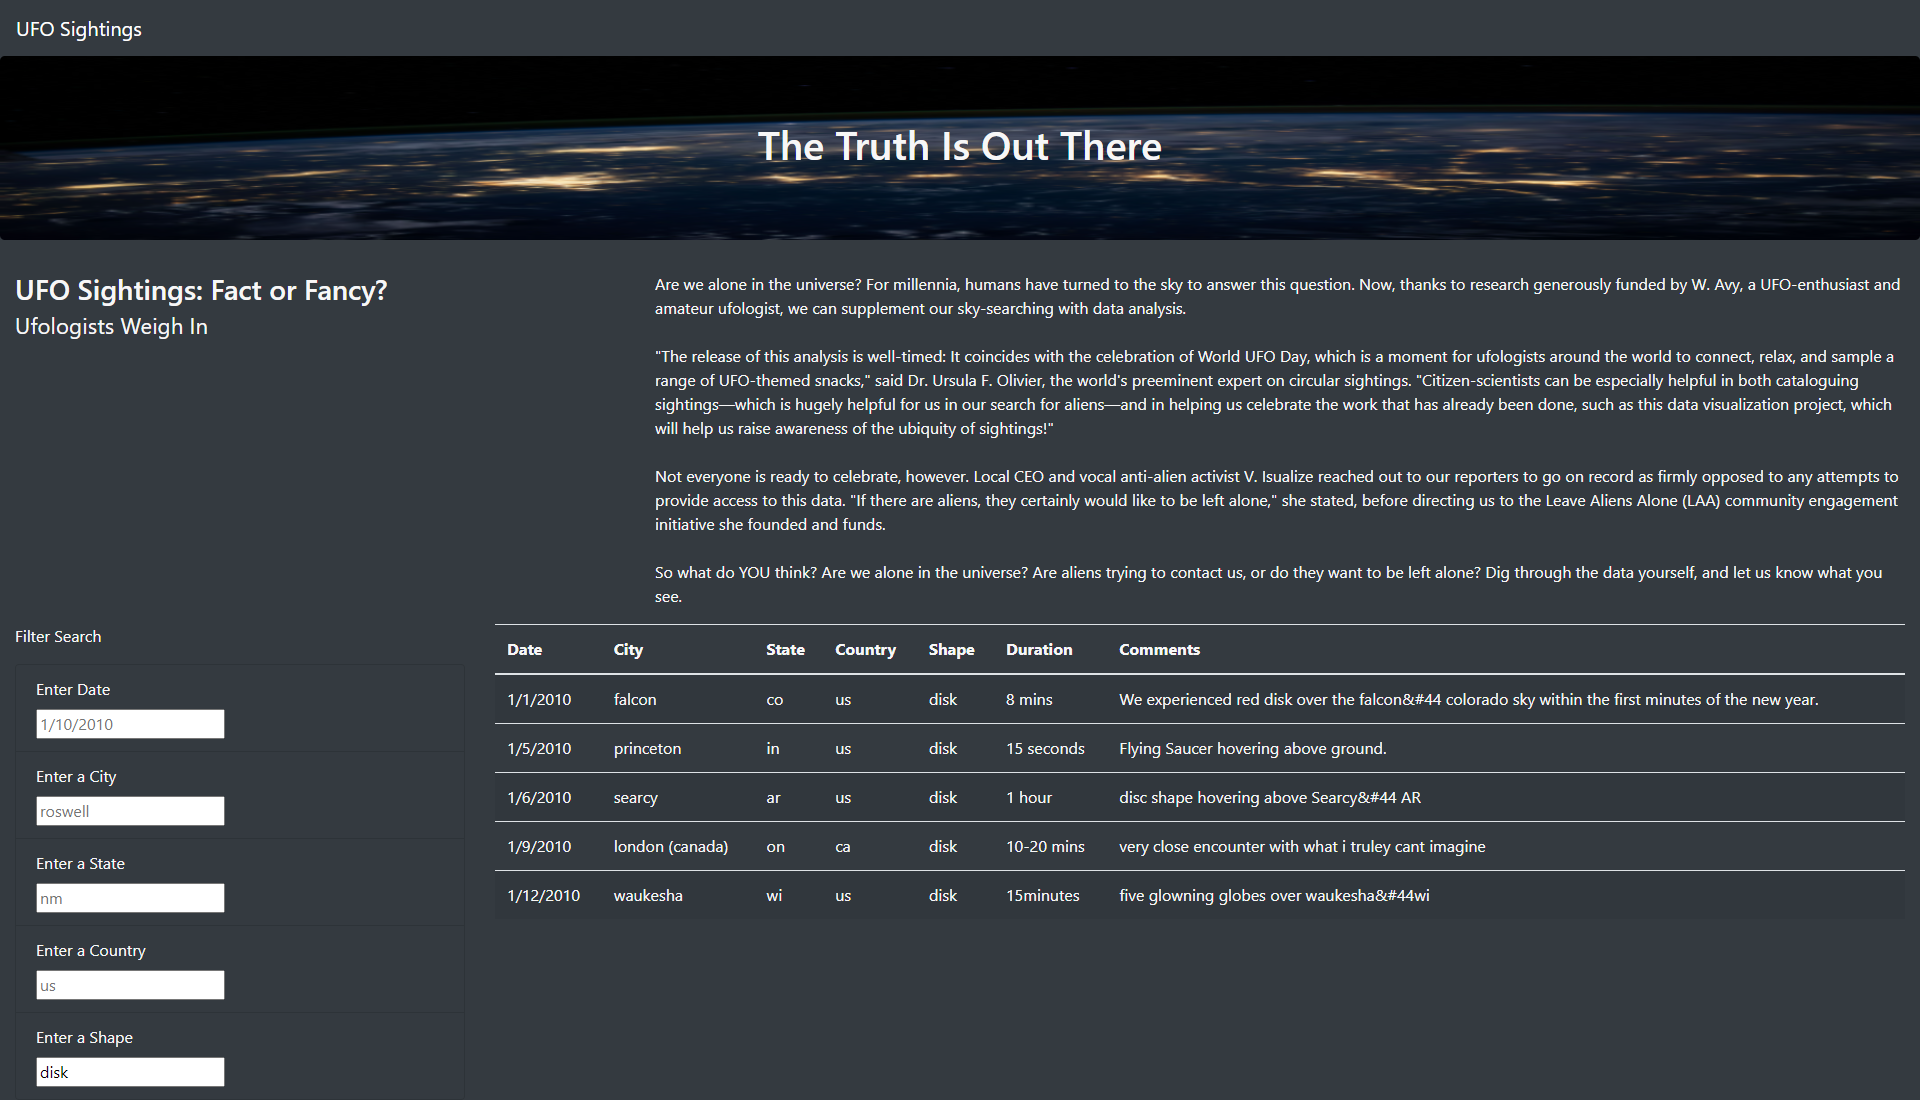 UFO Sightings
The Truth Is Out There
UFO Sightings: Fact or Fancy?
Ufologists Weigh In
Are we alone in the universe? For millennia, humans have turned to the sky to answer this question. Now, thanks to research generously funded by W. Avy, a UFO-enthusiast and
amateur ufologist, we can supplement our sky-searching with data analysis.
"The release of this analysis is well-timed: It coincides with the celebration of World UFO Day, which is a moment for ufologists around the world to connect, relax, and sample a
range of UFO-themed snacks," said Dr. Ursula F. Olivier, the world's preeminent expert on circular sightings. "Citizen-scientists can be especially helpful in both cataloguing
sightings—which is hugely helpful for us in our search for aliens—and in helping us celebrate the work that has already been done, such as this data visualization project, which
will help us raise awareness of the ubiquity of sightings!"
Not everyone is ready to celebrate, however. Local CEO and vocal anti-alien activist V. Isualize reached out to our reporters to go on record as firmly opposed to any attempts to
provide access to this data. "If there are aliens, they certainly would like to be left alone," she stated, before directing us to the Leave Aliens Alone (LAA) community engagement
initiative she founded and funds.
So what do YOU think? Are we alone in the universe? Are aliens trying to contact us, or do they want to be left alone? Dig through the data yourself, and let us know what you
see.
Filter Search
Enter Date
1/10/2010
Enter a City
roswell
Enter a State
nm
Enter a Country
us
Enter a Shape
disk
Date City State Country Shape Duration Comments
1/1/2010 falcon co us disk 8 mins We experienced red disk over the falcon&#44 colorado sky within the first minutes of the new year.
1/5/2010 princeton in us disk 15 seconds Flying Saucer hovering above ground.
1/6/2010 searcy ar us disk 1 hour disc shape hovering above Searcy&#44 AR
1/9/2010 london (canada) on ca disk 10-20 mins very close encounter with what i truley cant imagine
1/12/2010 waukesha wi us disk 15minutes five glowning globes over waukesha&#44wi